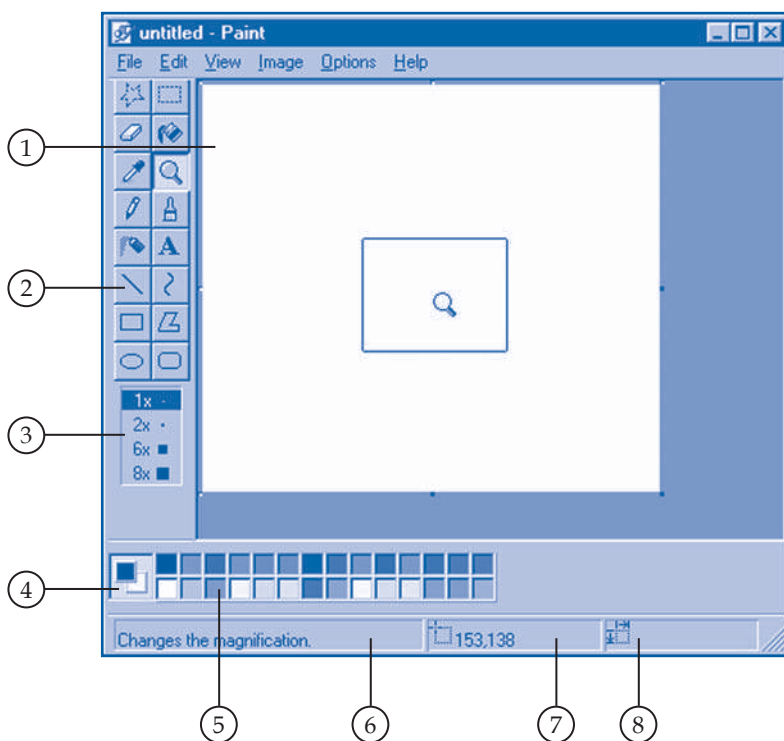 untitled - Paint
File Edit View Image Options Help
1
2
1x
2x
3
6x
8x
4
Changes the magnification. 153,138
5 6 7 8